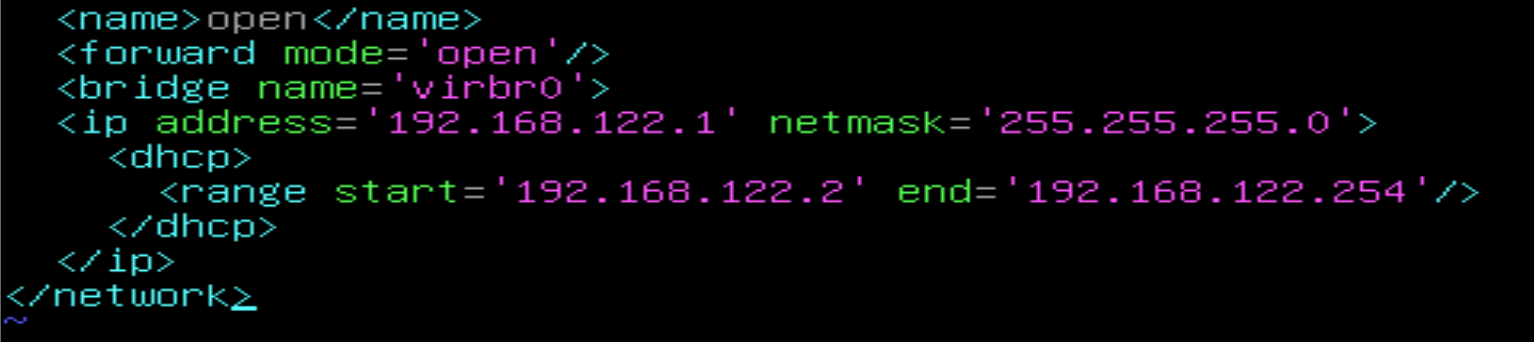 <name>open</name>
<forward mode='open'/>
<bridge name='virbr0'>
<ip address='192.168.122.1' netmask='255.255.255.0'>
<dhcp>
<range start='192.168.122.2' end='192.168.122.254'/>
</dhcp>
</ip>
</network>
~